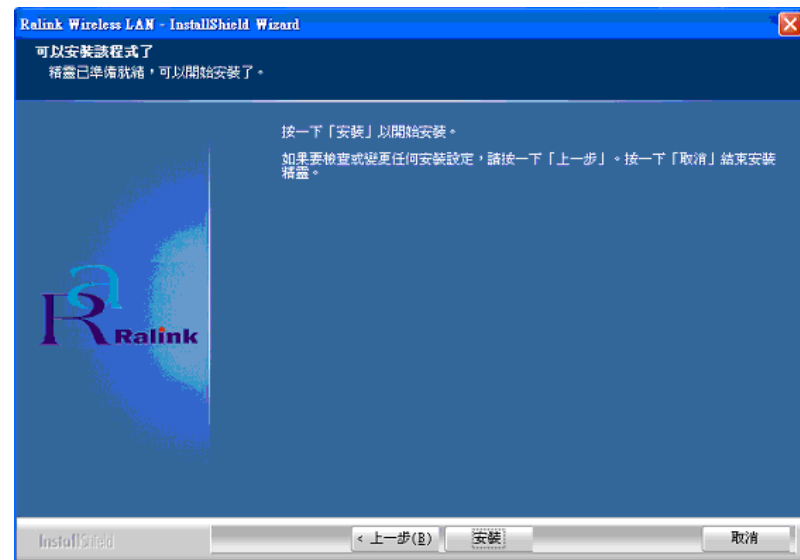 Ralink Wireless LAN - InstallShield Wizard
可以安裝該程式了
精靈已準備就緒，可以開始安裝了。
按一下「安裝」以開始安裝。
如果要檢查或變更任何安裝設定，請按一下「上一步」。按一下「取消」結束安裝
精靈。
Ralink
InstallShield
< 上一步(B)
安裝
取消